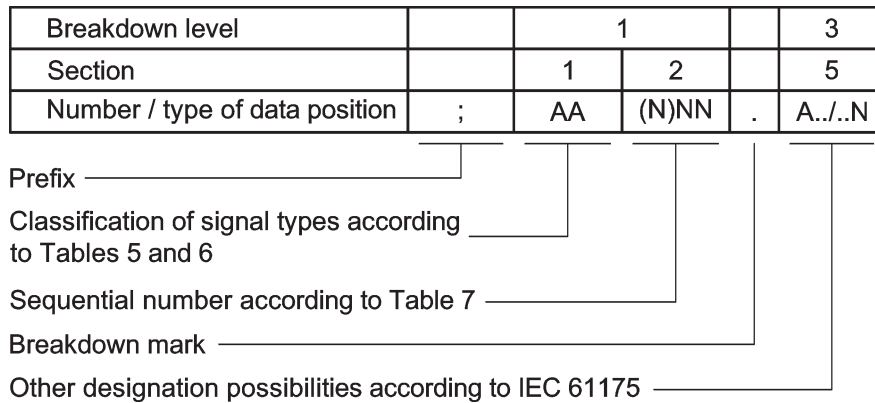 Breakdown level 1 3
Section 1 2 5
Number / type of data position ; AA (N)NN . A../..N
Prefix
Classification of signal types according
to Tables 5 and 6
Sequential number according to Table 7
Breakdown mark
Other designation possibilities according to IEC 61175